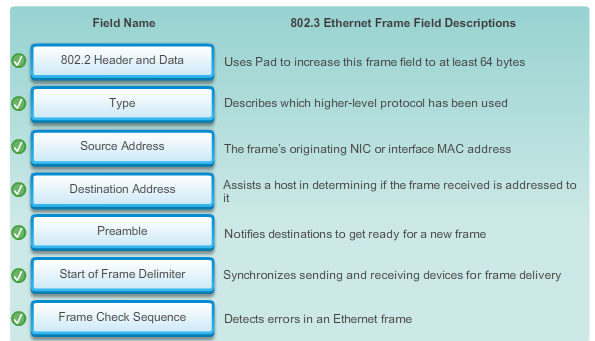 Field Name 802.3 Ethernet Frame Field Descriptions
802.2 Header and Data Uses Pad to increase this frame field to at least 64 bytes
Type Describes which higher-level protocol has been used
Source Address The frame's originating NIC or interface MAC address
Destination Address Assists a host in determining if the frame received is addressed to
it
Preamble Notifies destinations to get ready for a new frame
Start of Frame Delimiter Synchronizes sending and receiving devices for frame delivery
Frame Check Sequence Detects errors in an Ethernet frame